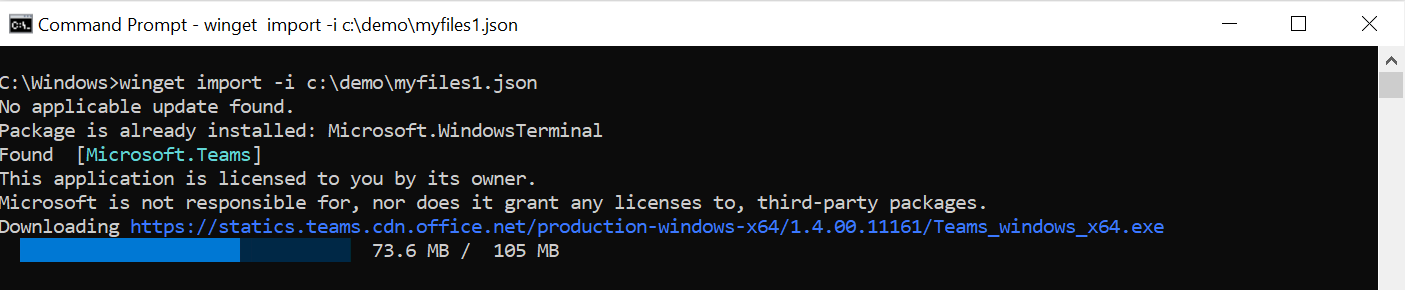 Command Prompt - winget  import -i c:\demo\myfiles1.json
C:\Windows>winget import -i c:\demo\myfiles1.json
No applicable update found.
Package is already installed: Microsoft.WindowsTerminal
Found  [Microsoft.Teams]
This application is licensed to you by its owner.
Microsoft is not responsible for, nor does it grant any licenses to, third-party packages.
Downloading https://statics.teams.cdn.office.net/production-windows-x64/1.4.00.11161/Teams_windows_x64.exe
73.6 MB /  105 MB